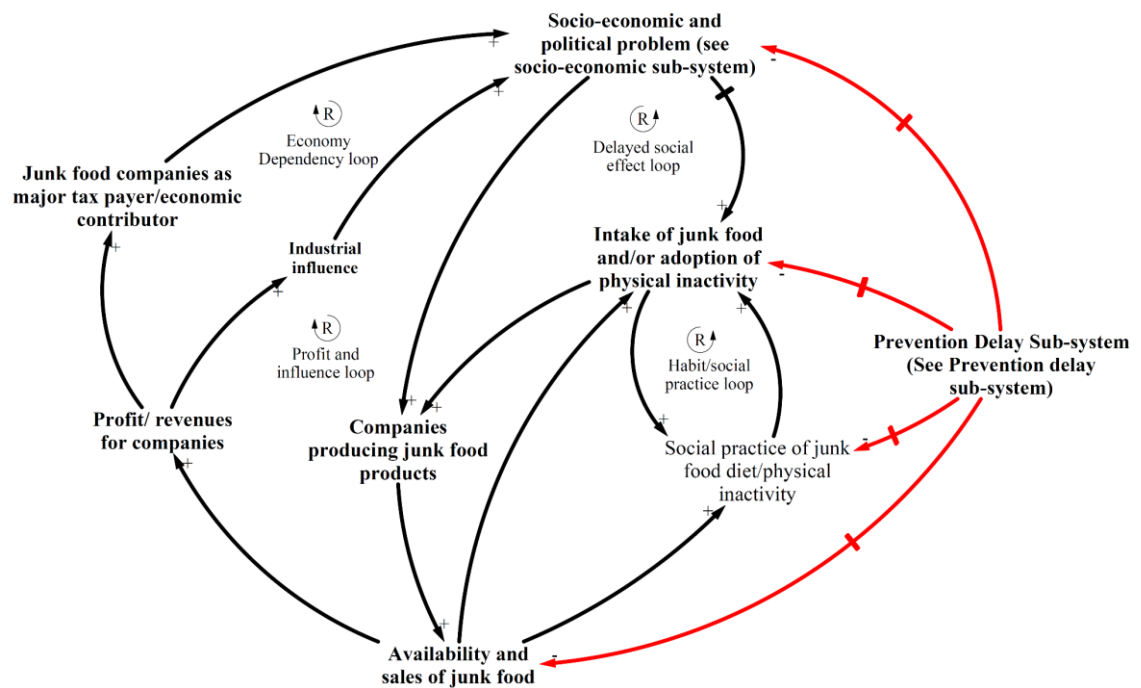 Socio-economic and
political problem (see
socio-economic sub-system)
+
+
-
R
Economy
Dependency loop
R
Delayed social
effect loop
Junk food companies as
major tax payer/economic
contributor
+
+
Intake of junk food
and/or adoption of
physical inactivity
-
Industrial
influence
+
+
+
R
Profit and
influence loop
R
Habit/social
practice loop
Prevention Delay Sub-system
(See Prevention delay
sub-system)
Profit/ revenues
for companies
+
+
+
Companies
producing junk food
products
+
-
Social practice of junk
food diet/physical
inactivity
+
+
Availability and
sales of junk food
-